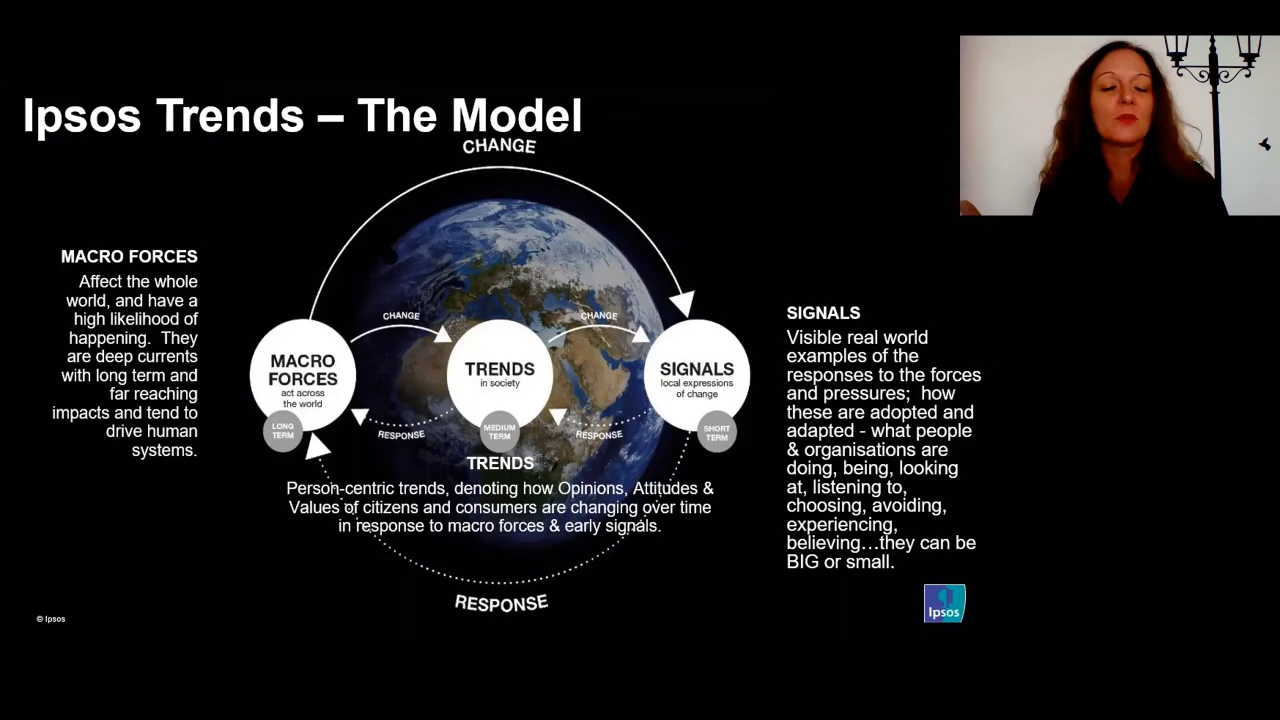 Ipsos Trends – The Model
CHANGE
MACRO FORCES
Affect the whole
world, and have a
high likelihood of
happening.  They
are deep currents
with long term and
far reaching
impacts and tend to
drive human
systems.
CHANGE
CHANGE
MACRO
FORCES
act across
the world
LONG
TERM
TRENDS
in society
MEDIUM
TERM
SIGNALS
local expressions
of change
SHORT
TERM
RESPONSE
RESPONSE
TRENDS
Person-centric trends, denoting how Opinions, Attitudes &
Values of citizens and consumers are changing over time
in response to macro forces & early signals.
RESPONSE
SIGNALS
Visible real world
examples of the
responses to the forces
and pressures;  how
these are adopted and
adapted - what people
& organisations are
doing, being, looking
at, listening to,
choosing, avoiding,
experiencing,
believing…they can be
BIG or small.
© Ipsos
Ipsos